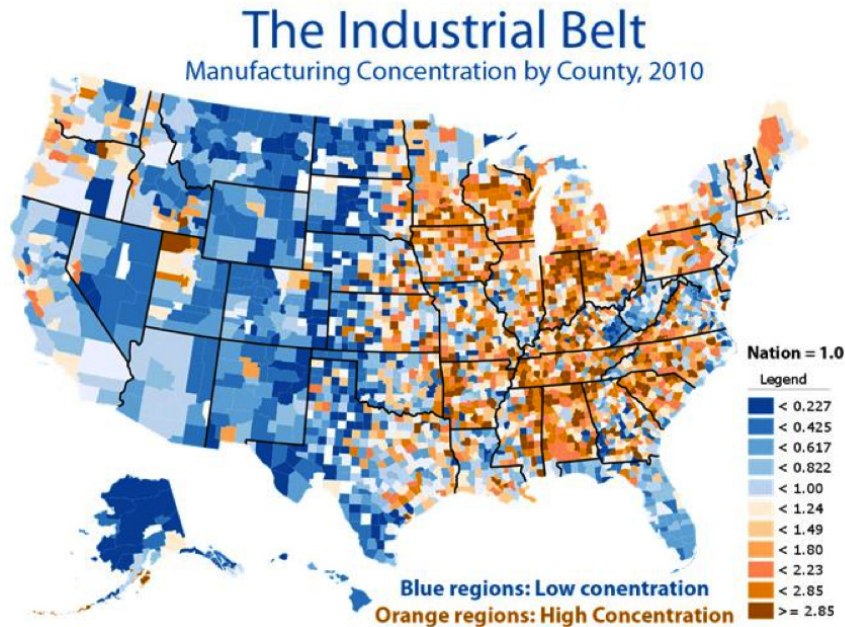 The Industrial Belt
Manufacturing Concentration by County, 2010
Nation = 1.0
Legend
< 0.227
< 0.425
< 0.617
< 0.822
< 1.00
< 1.24
< 1.49
< 1.80
< 2.23
< 2.85
>= 2.85
Blue regions: Low conentration
Orange regions: High Concentration